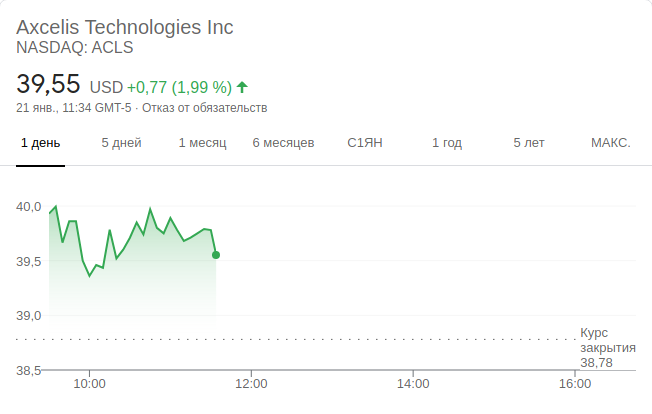 Axcelis Technologies Inc
NASDAQ: ACLS
39,55 USD +0,77 (1,99 %)
21 янв., 11:34 GMT-5 · Отказ от обязательств
1 день 5 дней 1 месяц 6 месяцев С1ЯН 1 год 5 лет МАКС.
40,0
39,5
39,0
Курс
закрытия
38,78
38,5
10:00 12:00 14:00 16:00